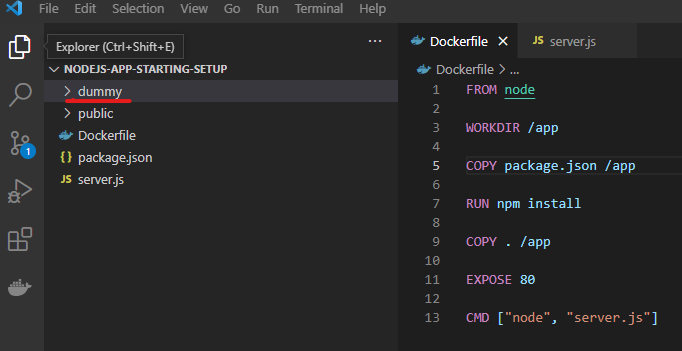 File Edit Selection View Go Run Terminal Help
Explorer (Ctrl+Shift+E)
...
NODEJS-APP-STARTING-SETUP
dummy
public
Dockerfile
{ } package.json
JS server.js
1
Dockerfile
JS server.js
Dockerfile > ...
1 FROM node
2
3 WORKDIR /app
4
5 COPY package.json /app
6
7 RUN npm install
8
9 COPY . /app
10
11 EXPOSE 80
12
13 CMD ["node", "server.js"]